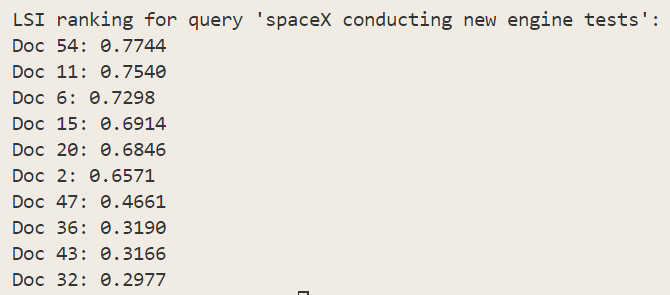 LSI ranking for query 'spaceX conducting new engine tests':
Doc 54: 0.7744
Doc 11: 0.7540
Doc 6: 0.7298
Doc 15: 0.6914
Doc 20: 0.6846
Doc 2: 0.6571
Doc 47: 0.4661
Doc 36: 0.3190
Doc 43: 0.3166
Doc 32: 0.2977